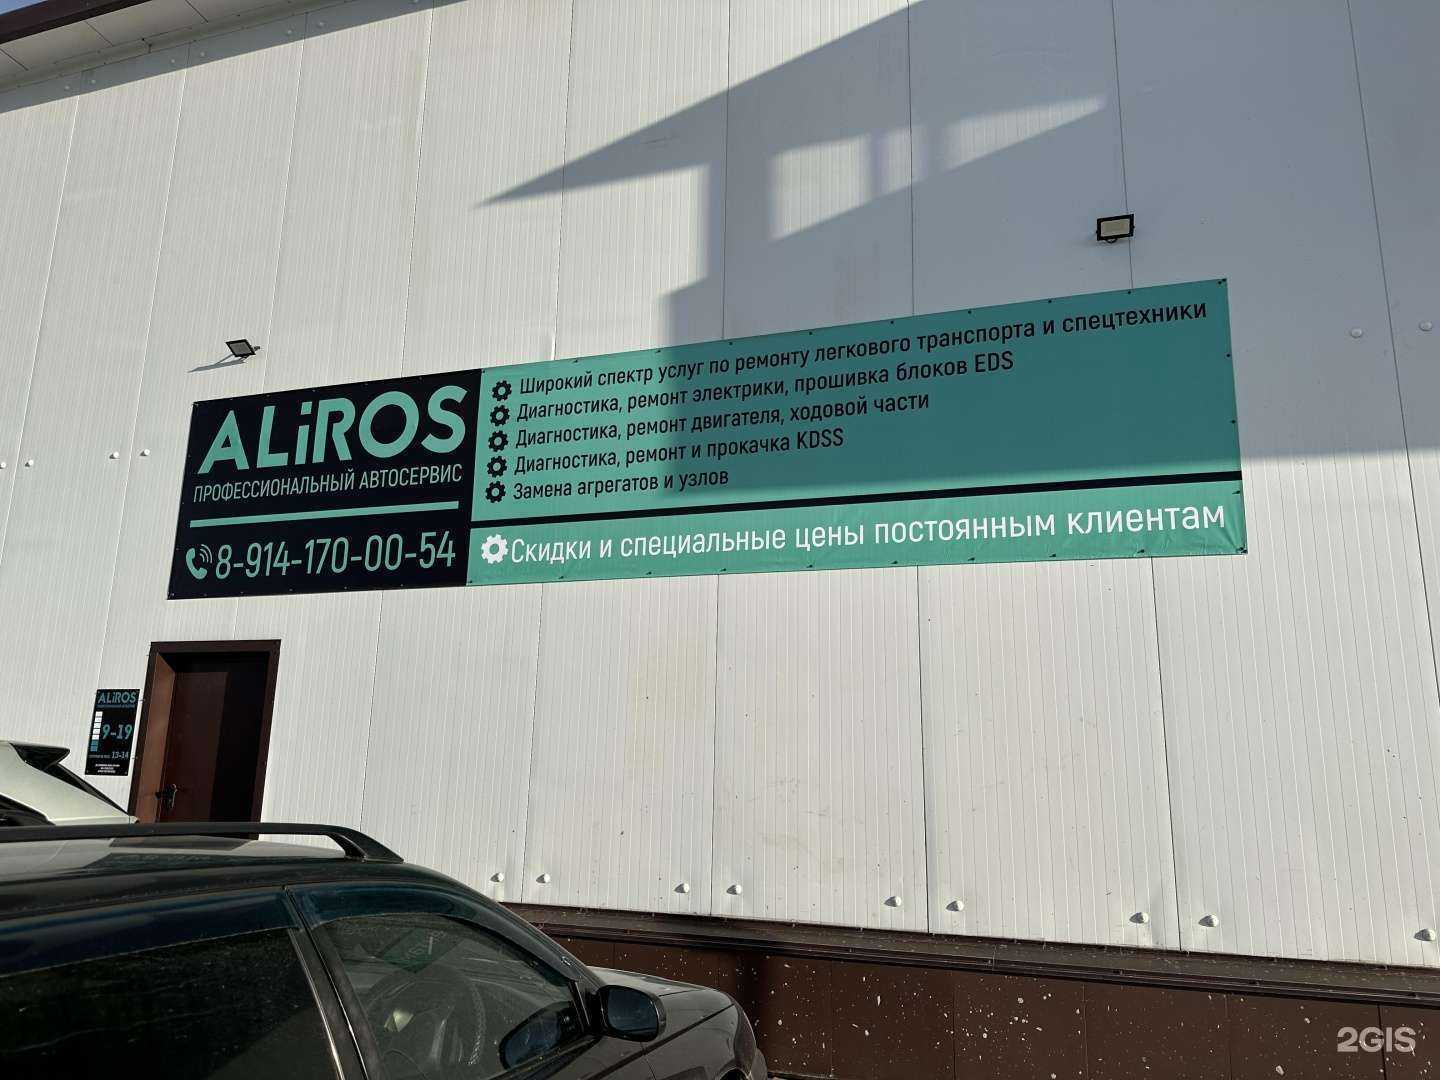 ALiROS
ПРОФЕССИОНАЛЬНЫЙ АВТОСЕРВИС
8-914-170-00-54
Широкий спектр услуг по ремонту легкового транспорта и спецтехники
Диагностика, ремонт электрики, прошивка блоков EDS
Диагностика, ремонт двигателя, ходовой части
Диагностика, ремонт и прокачка KDSS
Замена агрегатов и узлов
Скидки и специальные цены постоянным клиентам
ALiROS
9-19
13-14
2GIS